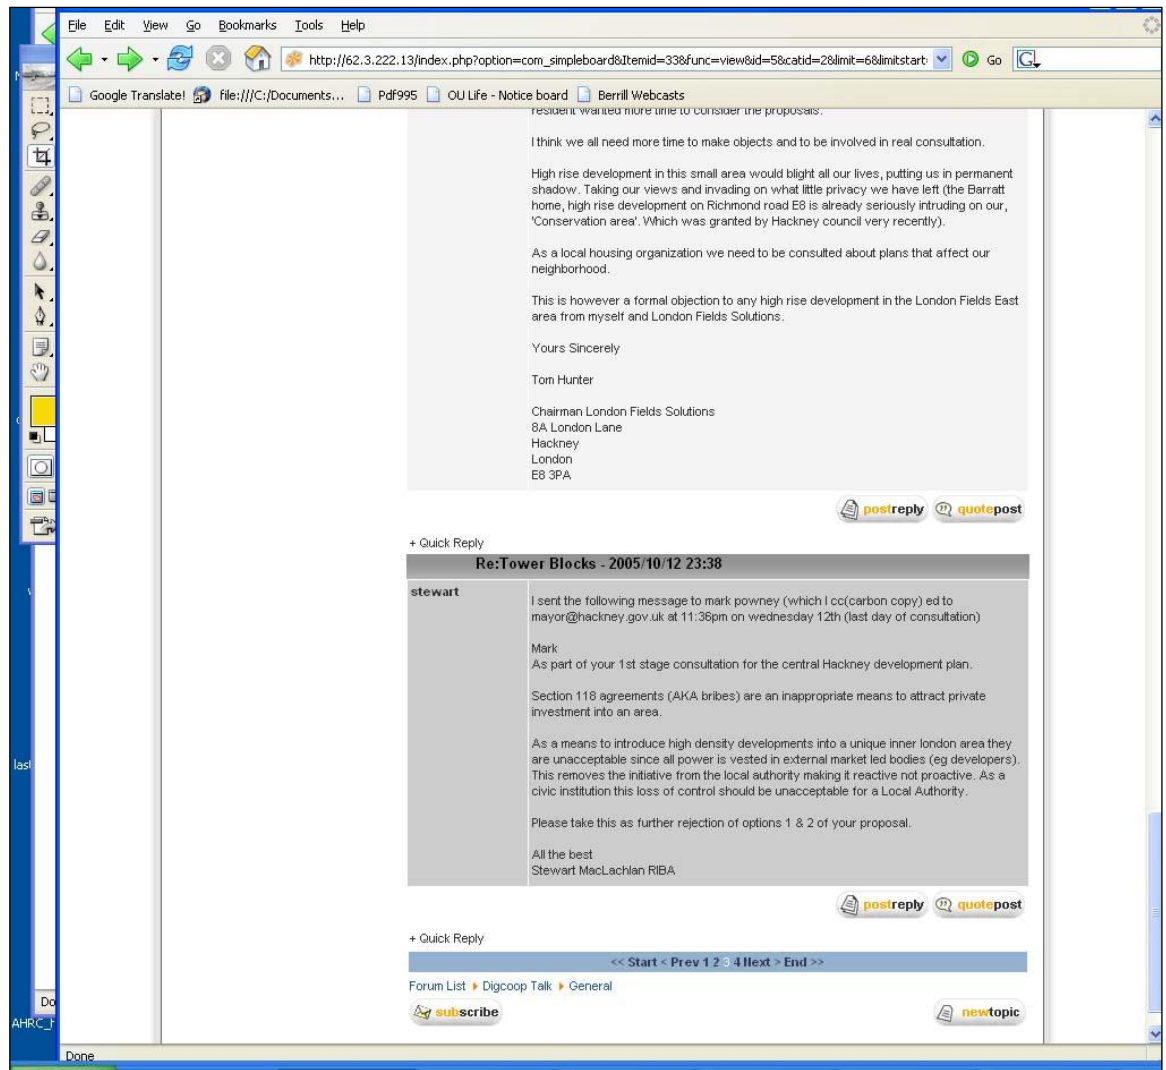 File Edit View Go Bookmarks Tools Help
http://62.3.222.13/index.php?option=com_simpleboard&Itemid=33&func=view&id=5&catid=2&limit=6&limitstart Go G
Google Translate! file:///C:/Documents... Pdf995 OU Life - Notice board Berrill Webcasts
resident wanted more time to consider the proposals.
I think we all need more time to make objects and to be involved in real consultation.
High rise development in this small area would blight all our lives, putting us in permanent
shadow. Taking our views and invading on what little privacy we have left (the Barratt
home, high rise development on Richmond road E8 is already seriously intruding on our,
'Conservation area'. Which was granted by Hackney council very recently).
As a local housing organization we need to be consulted about plans that affect our
neighborhood.
This is however a formal objection to any high rise development in the London Fields East
area from myself and London Fields Solutions.
Yours Sincerely
Tom Hunter
Chairman London Fields Solutions
8A London Lane
Hackney
London
E8 3PA
postreply quotepost
+ Quick Reply
Re:Tower Blocks - 2005/10/12 23:38
stewart
I sent the following message to mark powney (which I cc(carbon copy) ed to
mayor@hackney.gov.uk at 11:36pm on wednesday 12th (last day of consultation)
Mark
As part of your 1st stage consultation for the central Hackney development plan.
Section 118 agreements (AKA bribes) are an inappropriate means to attract private
investment into an area.
As a means to introduce high density developments into a unique inner london area they
are unacceptable since all power is vested in external market led bodies (eg developers).
This removes the initiative from the local authority making it reactive not proactive. As a
civic institution this loss of control should be unacceptable for a Local Authority.
Please take this as further rejection of options 1 & 2 of your proposal.
All the best
Stewart MacLachlan RIBA
postreply quotepost
+ Quick Reply
<< Start < Prev 1 2 3 4 Next > End >>
Forum List Digcoop Talk General
subscribe newtopic
last
Do
AHRC_
Done